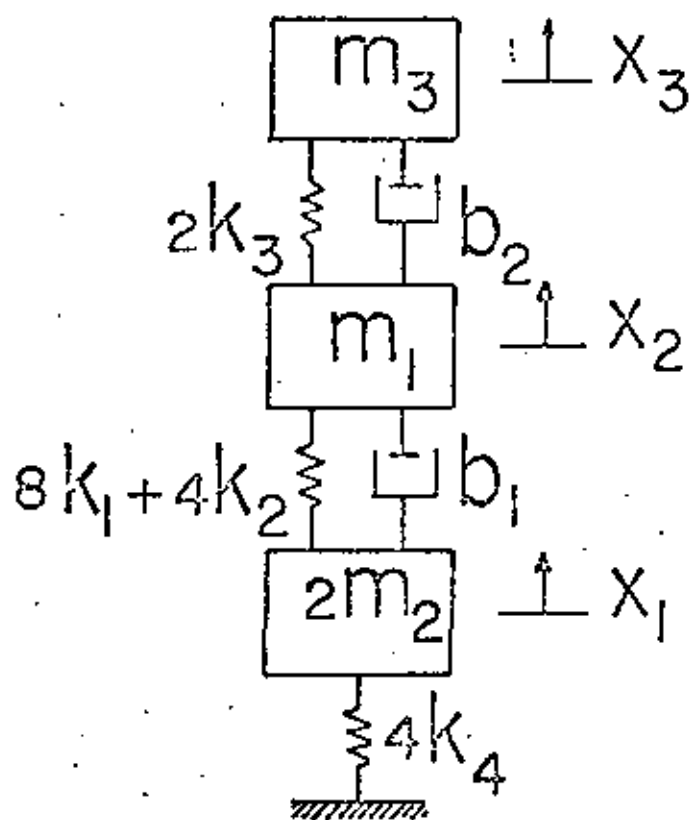 m₃
x₃
2k₃
b₂
m₁
x₂
8k₁+4k₂
b₁
2m₂
x₁
4k₄